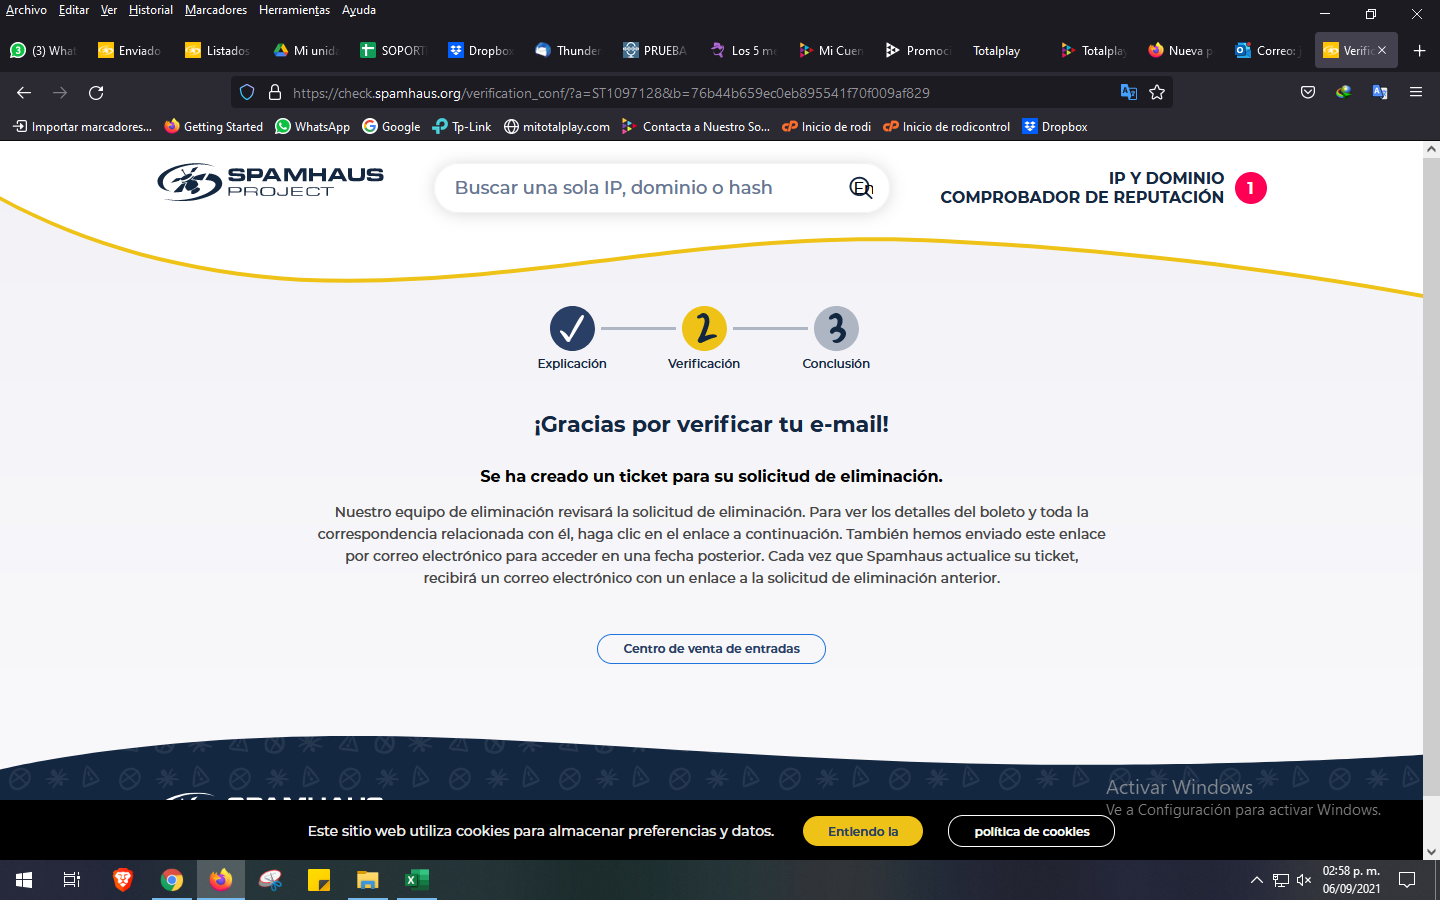 Archivo Editar Ver Historial Marcadores Herramientas Ayuda
(3) What Enviado Listados Mi unida SOPORT Dropbox Thunder PRUEBA Los 5 me Mi Cuen Promoci Totalplay Totalplay Nueva p Correo: j Verific
https://check.spamhaus.org/verification_conf/?a=ST1097128&b=76b44b659ec0eb895541f70f009af829
Importar marcadores... Getting Started WhatsApp Google Tp-Link mitotalplay.com Contacta a Nuestro So... Inicio de rodi Inicio de rodicontrol Dropbox
SPAMHAUS
PROJECT
Buscar una sola IP, dominio o hash
IP Y DOMINIO
COMPROBADOR DE REPUTACIÓN
1
2
3
Explicación Verificación Conclusión
¡Gracias por verificar tu e-mail!
Se ha creado un ticket para su solicitud de eliminación.
Nuestro equipo de eliminación revisará la solicitud de eliminación. Para ver los detalles del boleto y toda la
correspondencia relacionada con él, haga clic en el enlace a continuación. También hemos enviado este enlace
por correo electrónico para acceder en una fecha posterior. Cada vez que Spamhaus actualice su ticket,
recibirá un correo electrónico con un enlace a la solicitud de eliminación anterior.
Centro de venta de entradas
Activar Windows
Ve a Configuración para activar Windows.
SPAMHAUS
Este sitio web utiliza cookies para almacenar preferencias y datos.
Entiendo la
política de cookies
02:58 p. m.
06/09/2021